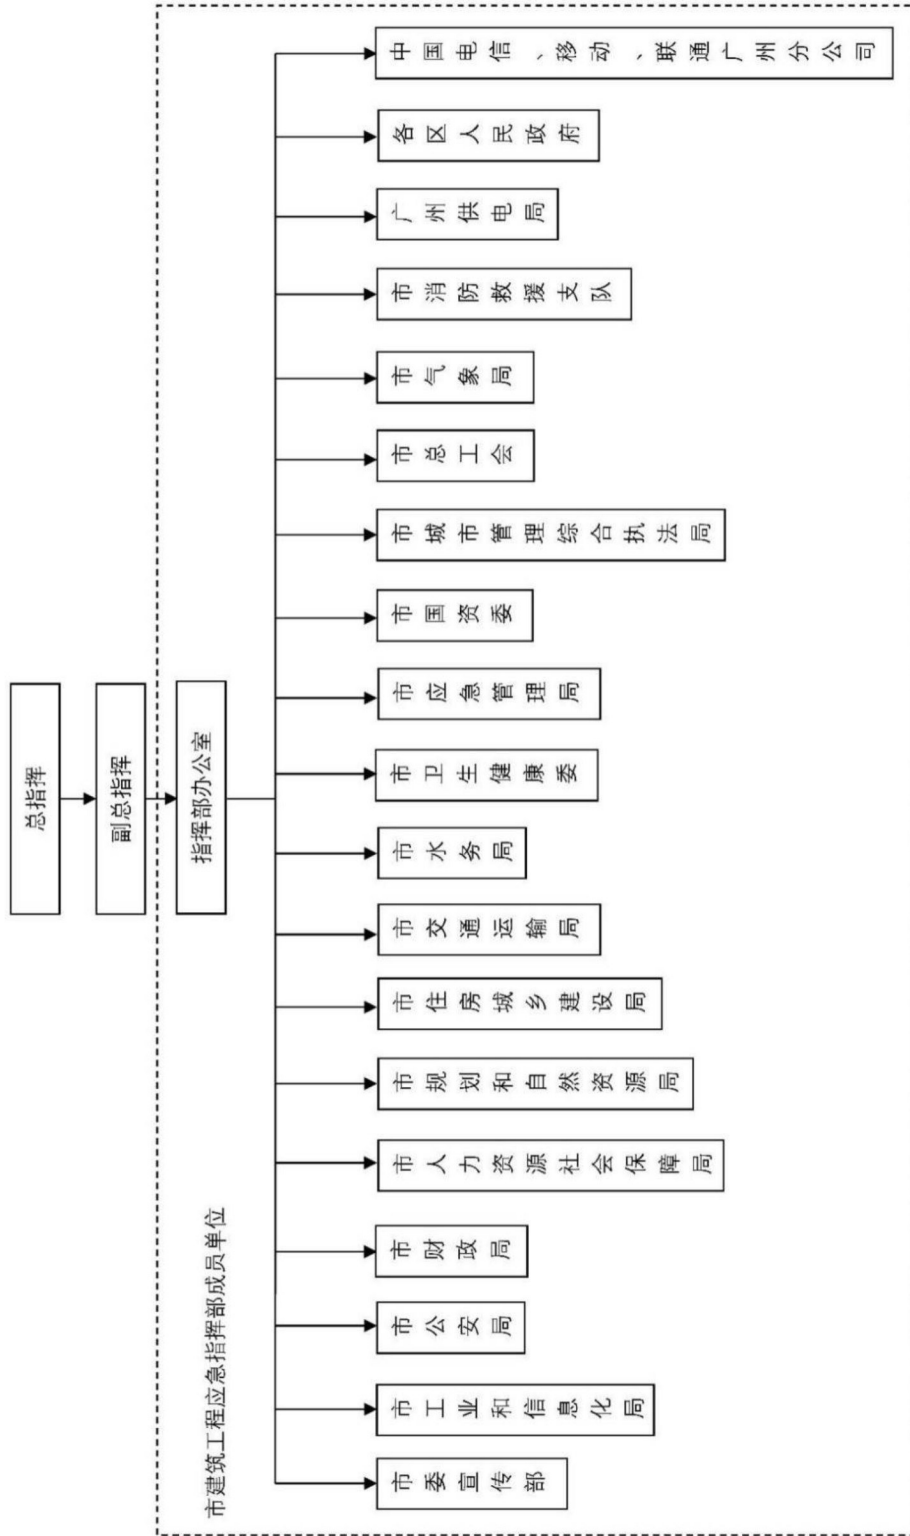 总指挥
副总指挥
指挥部办公室
市建筑工程应急指挥部成员单位
市委宣传部
市工业和信息化局
市公安局
市财政局
市人力资源社会保障局
市规划和自然资源局
市住房城乡建设局
市交通运输局
市水务局
市卫生健康委
市应急管理局
市国资委
市城市管理综合执法局
市总工会
市气象局
市消防救援支队
广州供电局
各区人民政府
中国电信、移动、联通广州分公司